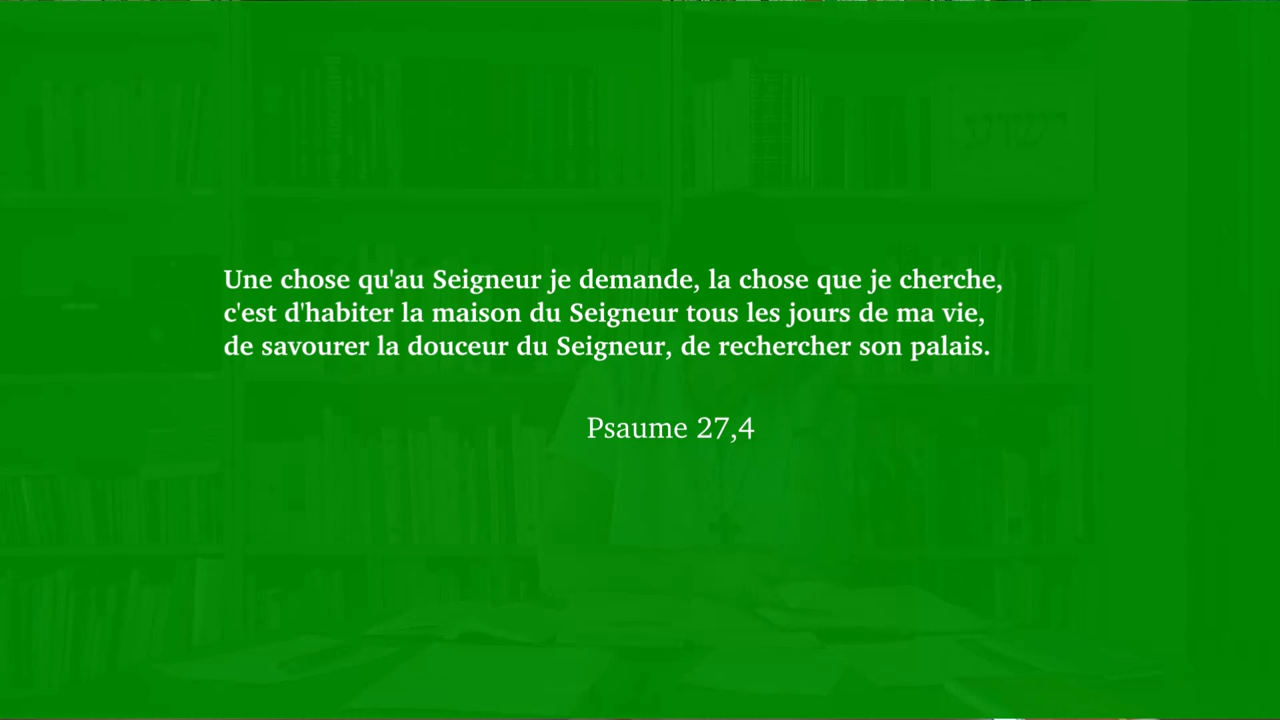 ישוע
Une chose qu'au Seigneur je demande, la chose que je cherche,
c'est d'habiter la maison du Seigneur tous les jours de ma vie,
de savourer la douceur du Seigneur, de rechercher son palais.
Psaume 27,4